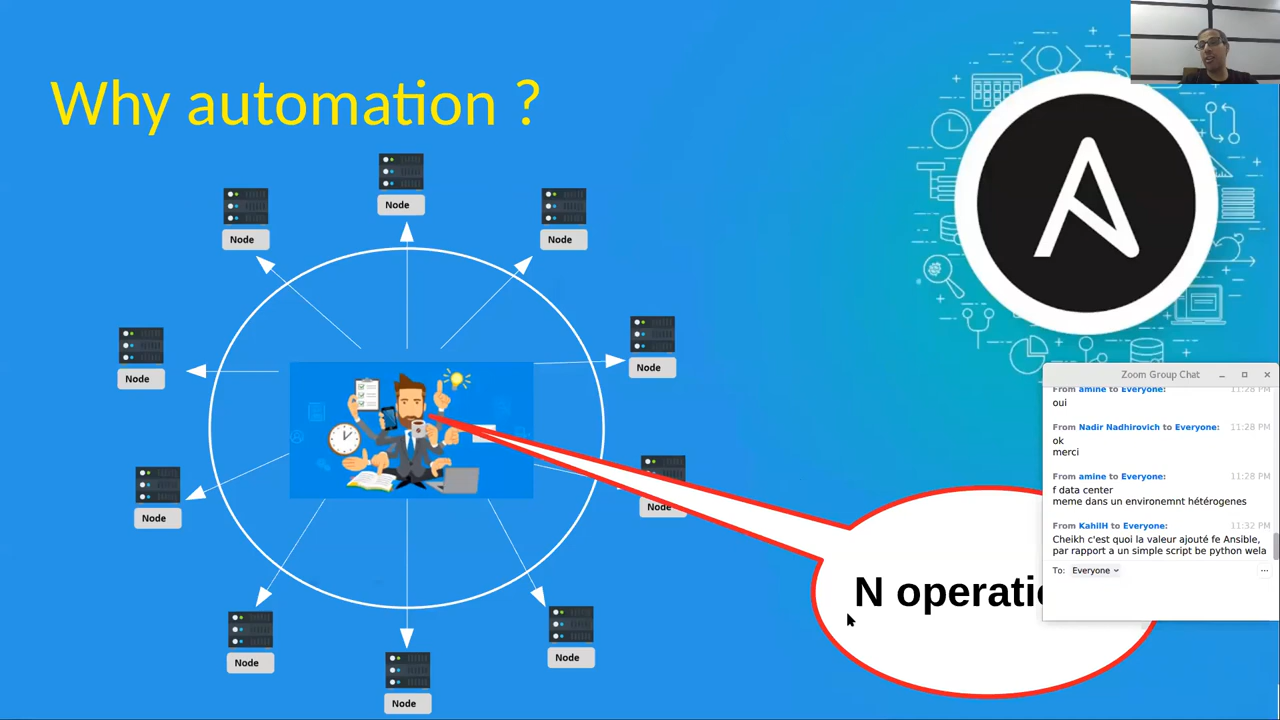 Why automation ?
Node
Node
Node
Node
Node
Node
Node
Node
Node
Node
N operatio
Zoom Group Chat
From amine to Everyone: 11:28 PM
oui
From Nadir Nadhirovich to Everyone: 11:28 PM
ok
merci
From amine to Everyone: 11:28 PM
f data center
meme dans un environemnt hétérogenes
From KahilH to Everyone: 11:32 PM
Cheikh c'est quoi la valeur ajouté fe Ansible,
par rapport a un simple script be python wela
To: Everyone